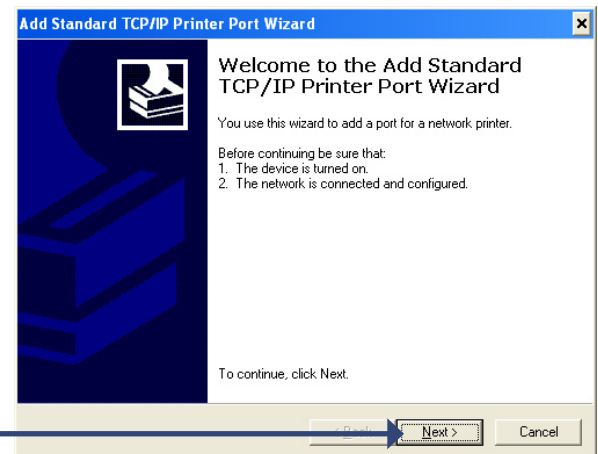 Add Standard TCP/IP Printer Port Wizard
Welcome to the Add Standard
TCP/IP Printer Port Wizard
You use this wizard to add a port for a network printer.
Before continuing be sure that:
1. The device is turned on.
2. The network is connected and configured.
To continue, click Next.
Next >
Cancel